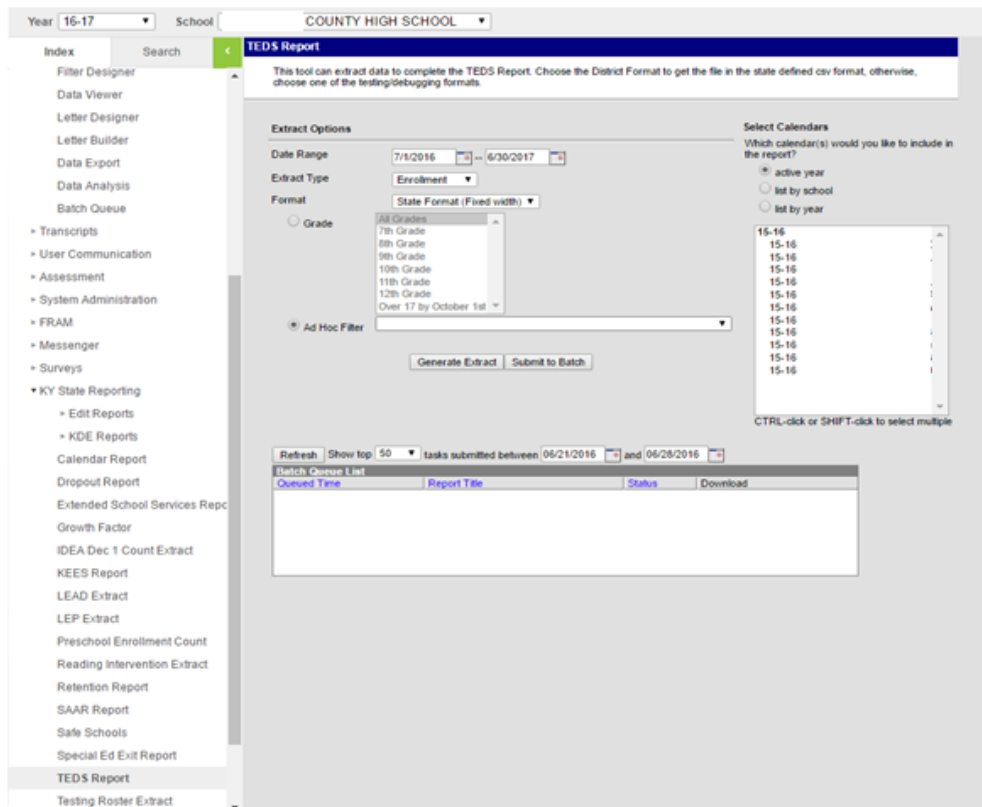 Year 16-17 School COUNTY HIGH SCHOOL
Index Search
Filter Designer
Data Viewer
Letter Designer
Letter Builder
Data Export
Data Analysis
Batch Queue
Transcripts
User Communication
Assessment
System Administration
FRAM
Messenger
Surveys
KY State Reporting
Edit Reports
KDE Reports
Calendar Report
Dropout Report
Extended School Services Repo
Growth Factor
IDEA Dec 1 Count Extract
KEES Report
LEAD Extract
LEP Extract
Preschool Enrollment Count
Reading Intervention Extract
Retention Report
SAAR Report
Safe Schools
Special Ed Exit Report
TEDS Report
Testing Roster Extract
TEDS Report
This tool can extract data to complete the TEDS Report. Choose the District Format to get the file in the state defined csv format, otherwise,
choose one of the testing/debugging formats.
Extract Options
Date Range 7/1/2016 -- 6/30/2017
Extract Type Enrollment
Format State Format (Fixed width)
Grade All Grades
7th Grade
8th Grade
9th Grade
10th Grade
11th Grade
12th Grade
Over 17 by October 1st
Ad Hoc Filter
Generate Extract Submit to Batch
Select Calendars
Which calendar(s) would you like to include in
the report?
active year
list by school
list by year
15-16
15-16
15-16
15-16
15-16
15-16
15-16
15-16
15-16
15-16
15-16
15-16
CTRL-click or SHIFT-click to select multiple
Refresh Show top 50 tasks submitted between 06/21/2016 and 06/28/2016
Batch Queue List
Queued Time Report Title Status Download